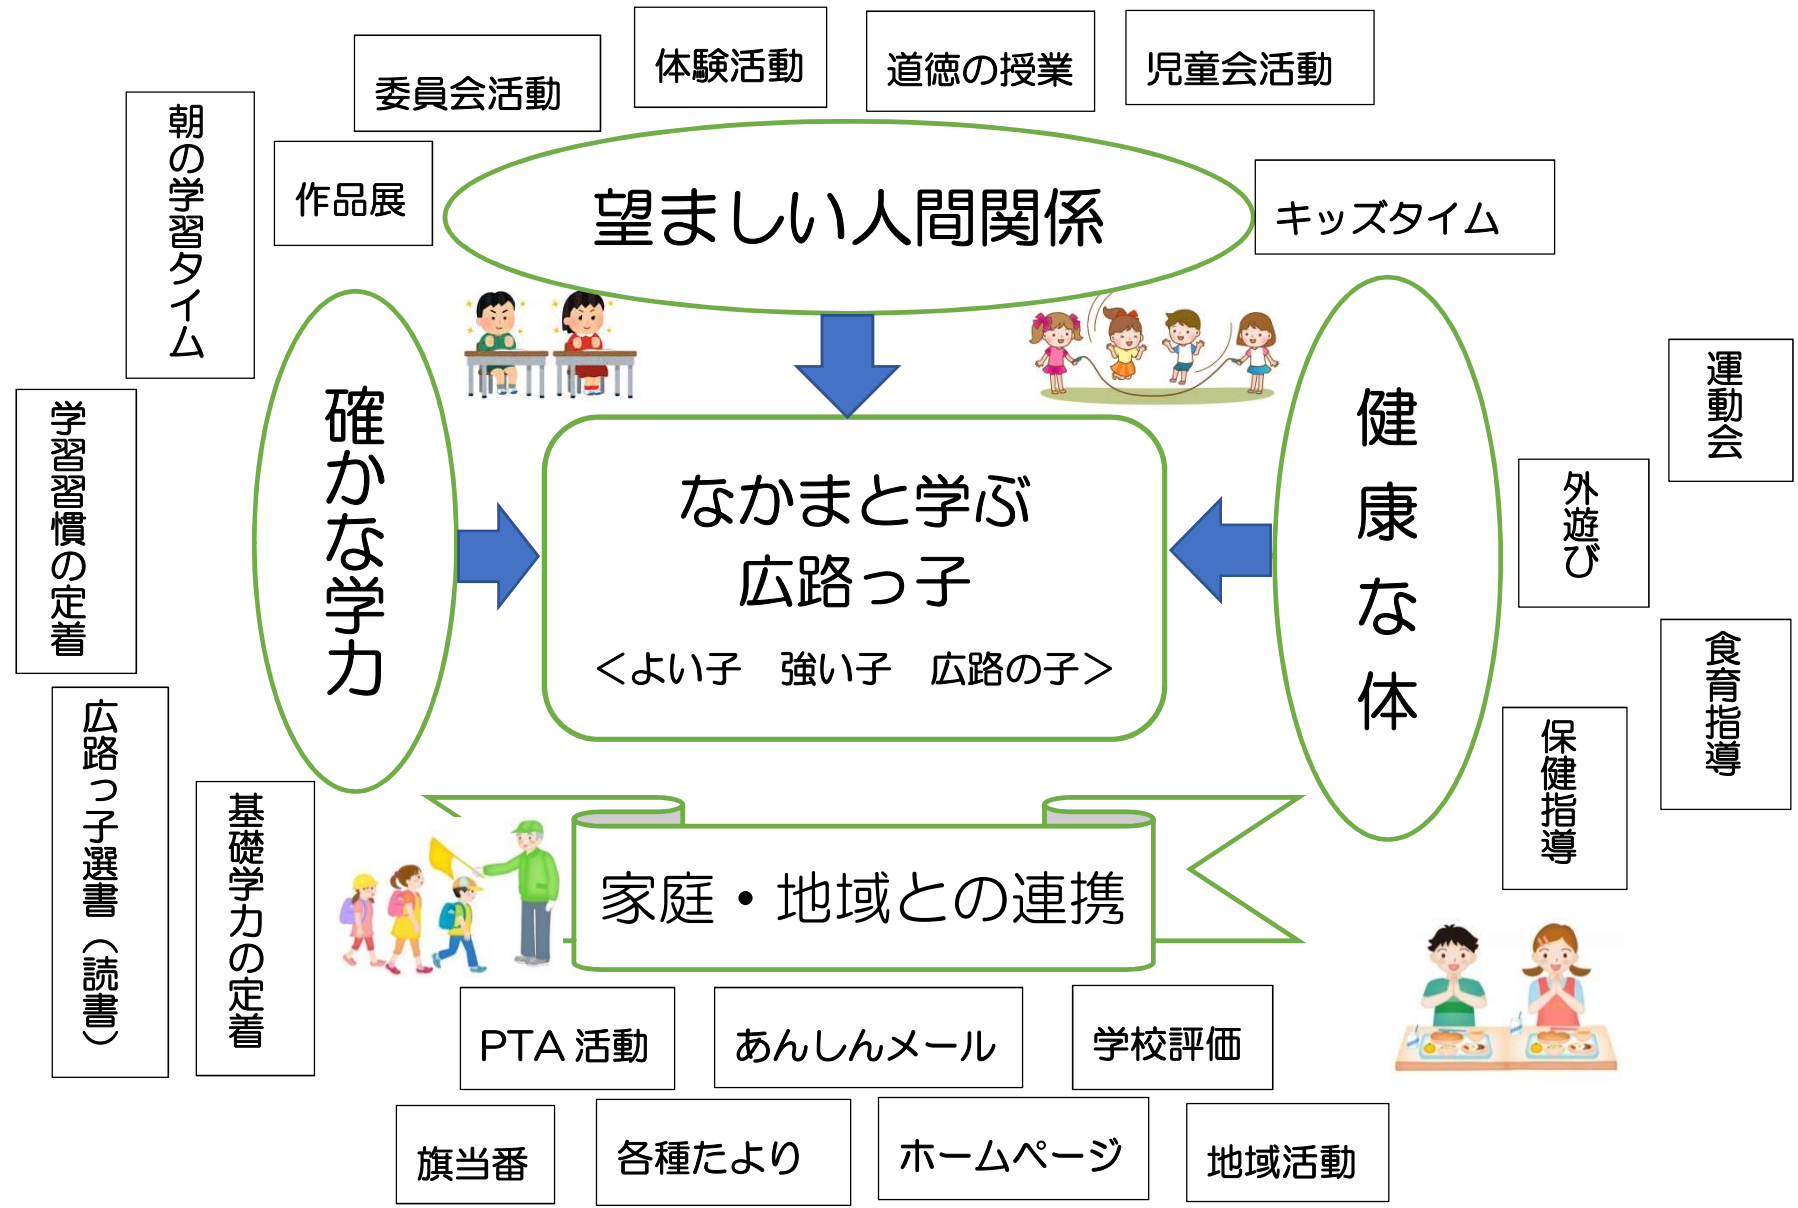 体験活動
道徳の授業
児童会活動
委員会活動
朝の学習タイム
作品展
望ましい人間関係
キッズタイム
確かな学力
健康な体
運動会
学習習慣の定着
外遊び
なかまと学ぶ
広路っ子
＜よい子　強い子　広路の子＞
食育指導
保健指導
広路っ子選書（読書）
基礎学力の定着
家庭・地域との連携
PTA 活動
あんしんメール
学校評価
旗当番
各種たより
ホームページ
地域活動